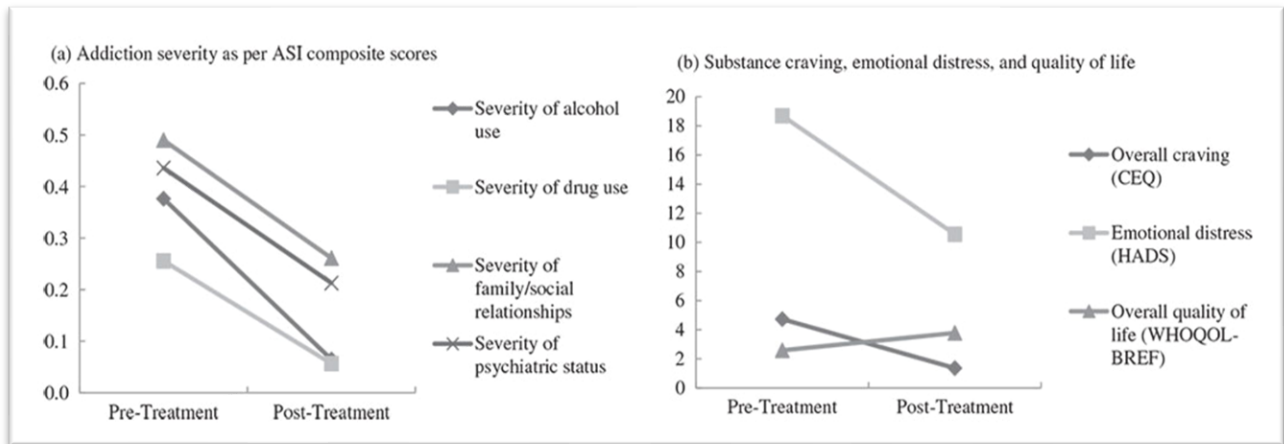 (a) Addiction severity as per ASI composite scores
0.6
0.5
0.4
0.3
0.2
0.1
0.0
Pre-Treatment
Post-Treatment
Severity of alcohol
use
Severity of drug use
Severity of
family/social
relationships
Severity of
psychiatric status
(b) Substance craving, emotional distress, and quality of life
20
18
16
14
12
10
8
6
4
2
0
Pre-Treatment
Post-Treatment
Overall craving
(CEQ)
Emotional distress
(HADS)
Overall quality of
life (WHOQOL-
BREF)